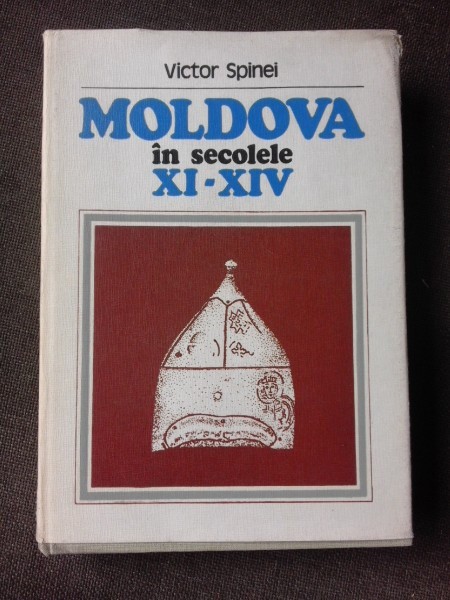 Victor Spinei
MOLDOVA
în secolele
XI-XIV